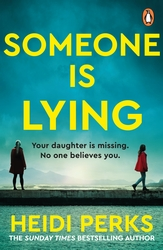 SOMEONE
IS
LYING
Your daughter is missing.
No one believes you.
HEIDI PERKS
THE SUNDAY TIMES BESTSELLING AUTHOR